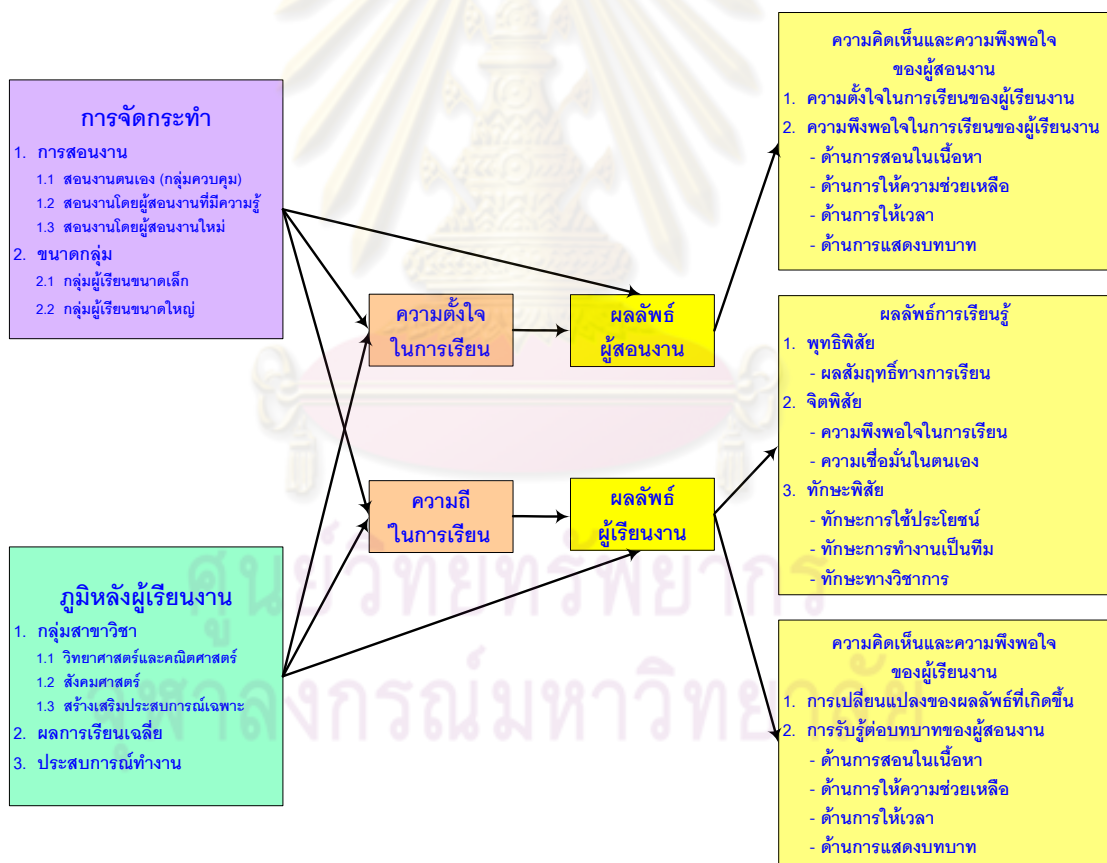 การจัดกระทำ
1. การสอนงาน
1.1 สอนงานตนเอง (กลุ่มควบคุม)
1.2 สอนงานโดยผู้สอนงานที่มีความรู้
1.3 สอนงานโดยผู้สอนงานใหม่
2. ขนาดกลุ่ม
2.1 กลุ่มผู้เรียนขนาดเล็ก
2.2 กลุ่มผู้เรียนขนาดใหญ่
ภูมิหลังผู้เรียนงาน
1. กลุ่มสาขาวิชา
1.1 วิทยาศาสตร์และคณิตศาสตร์
1.2 สังคมศาสตร์
1.3 สร้างเสริมประสบการณ์เฉพาะ
2. ผลการเรียนเฉลี่ย
3. ประสบการณ์ทำงาน
ความตั้งใจ
ในการเรียน
ผลลัพธ์
ผู้สอนงาน
ความถี
่ในการเรียน
ผลลัพธ์
ผู้เรียนงาน
ความคิดเห็นและความพึงพอใจ
ของผู้สอนงาน
1. ความตั้งใจในการเรียนของผู้เรียนงาน
2. ความพึงพอใจในการเรียนของผู้เรียนงาน
- ด้านการสอนในเนื้อหา
- ด้านการให้ความช่วยเหลือ
- ด้านการให้เวลา
- ด้านการแสดงบทบาท
ผลลัพธ์การเรียนรู้
1. พุทธิพิสัย
- ผลสัมฤทธิ์ทางการเรียน
2. จิตพิสัย
- ความพึงพอใจในการเรียน
- ความเชื่อมั่นในตนเอง
3. ทักษะพิสัย
- ทักษะการใช้ประโยชน์
- ทักษะการทำงานเป็นทีม
- ทักษะทางวิชาการ
ความคิดเห็นและความพึงพอใจ
ของผู้เรียนงาน
1. การเปลี่ยนแปลงของผลลัพธ์ที่เกิดขึ้น
2. การรับรู้ต่อบทบาทของผู้สอนงาน
- ด้านการสอนในเนื้อหา
- ด้านการให้ความช่วยเหลือ
- ด้านการให้เวลา
- ด้านการแสดงบทบาท
ศูนย์วิทยทรัพยากร
จุฬาลงกรณ์มหาวิทยาลัย